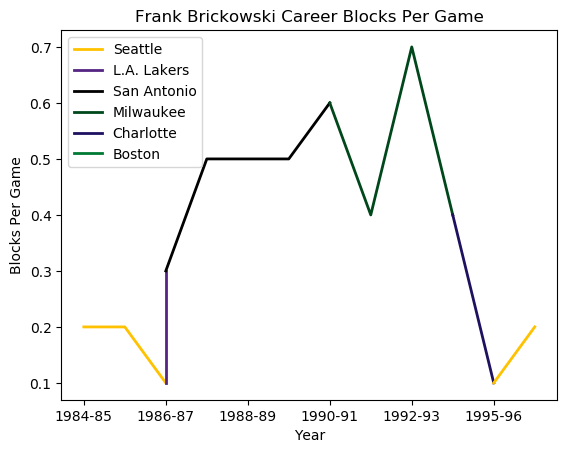 Frank Brickowski Career Blocks Per Game
Seattle
L.A. Lakers
San Antonio
Milwaukee
Charlotte
Boston
Blocks Per Game
0.7
0.6
0.5
0.4
0.3
0.2
0.1
1984-85 1986-87 1988-89 1990-91 1992-93 1995-96
Year